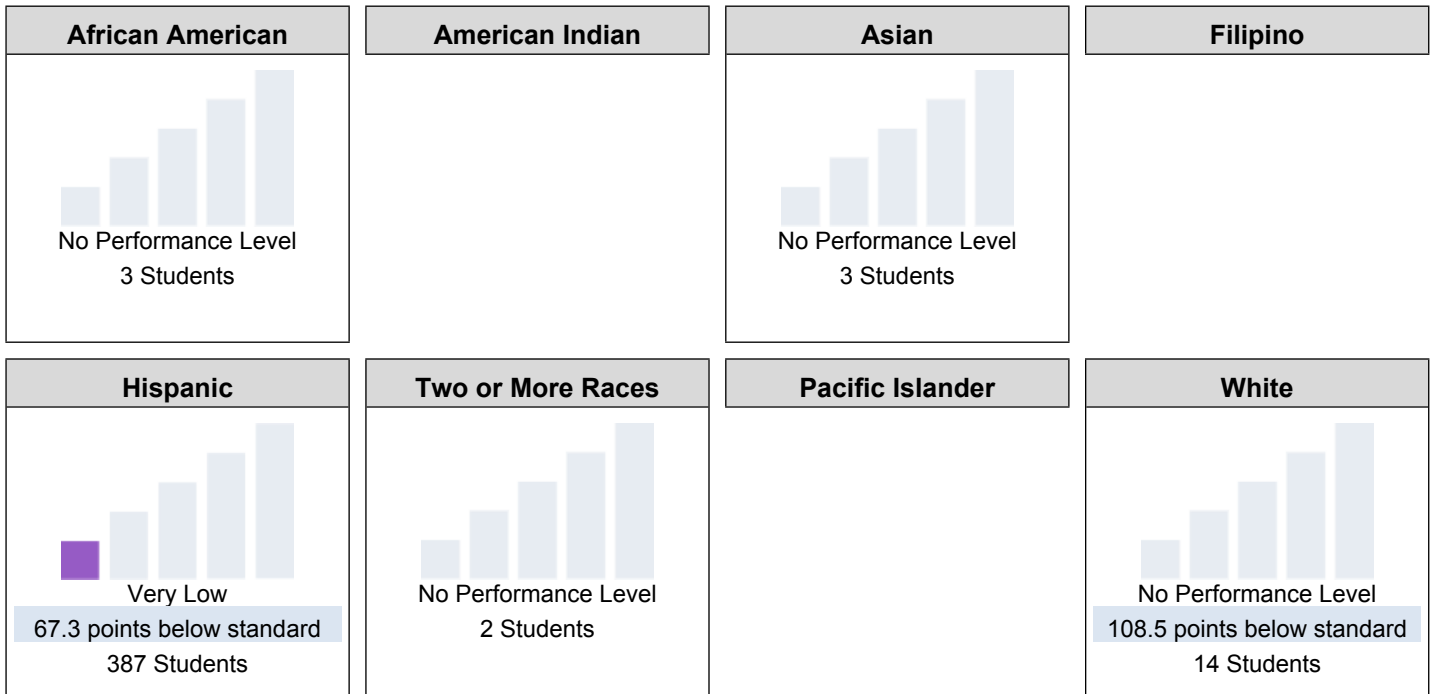 African American
No Performance Level
3 Students
American Indian
Asian
No Performance Level
3 Students
Filipino
Hispanic
Very Low
67.3 points below standard
387 Students
Two or More Races
No Performance Level
2 Students
Pacific Islander
White
No Performance Level
108.5 points below standard
14 Students